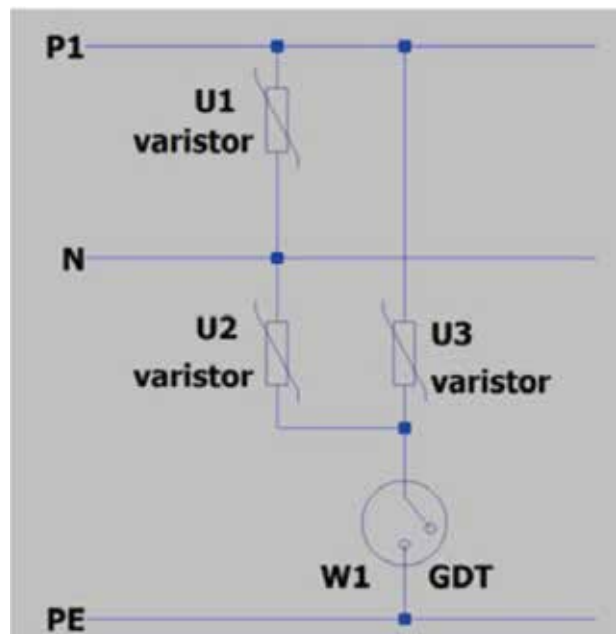 P1
U1
varistor
N
U2
varistor
U3
varistor
W1 GDT
PE